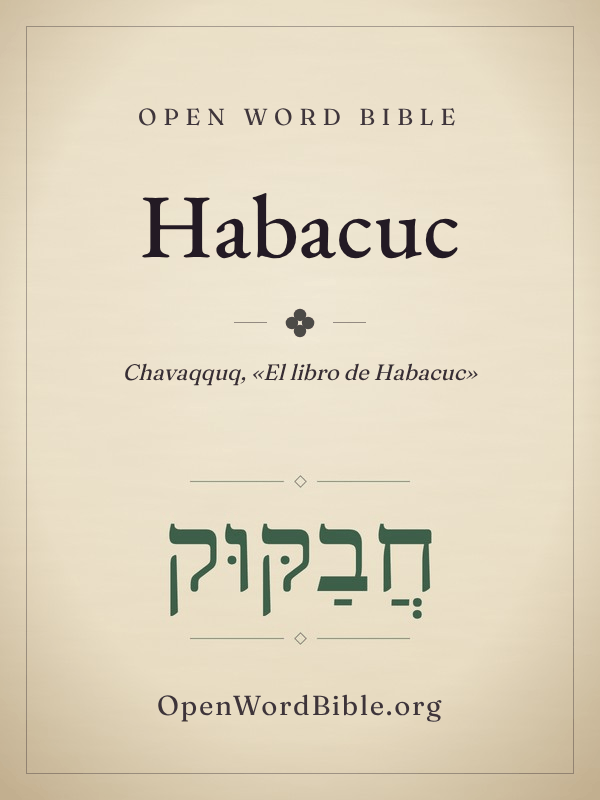 OPEN WORD BIBLE
Habacuc
Chavaqquq, «El libro de Habacuc»
חֲבַקּוּק
OpenWordBible.org